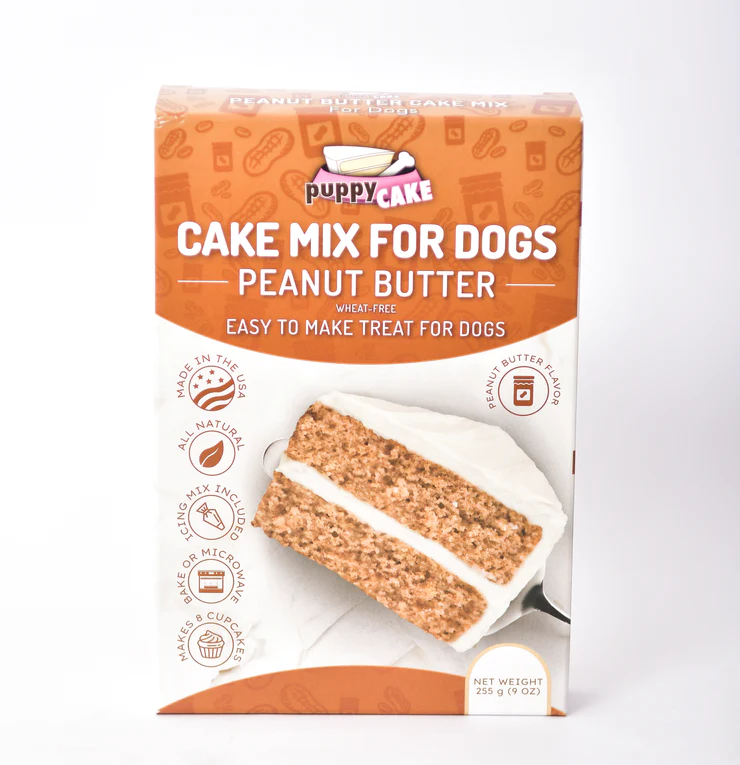 PEANUT BUTTER CAKE MIX
For Dogs
puppy CAKE
CAKE MIX FOR DOGS
PEANUT BUTTER
WHEAT-FREE
EASY TO MAKE TREAT FOR DOGS
MADE IN THE USA
PEANUT BUTTER FLAVOR
ALL NATURAL
ICING MIX INCLUDED
BAKE OR MICROWAVE
MAKES 8 CUPCAKES
NET WEIGHT
255 g (9 OZ)